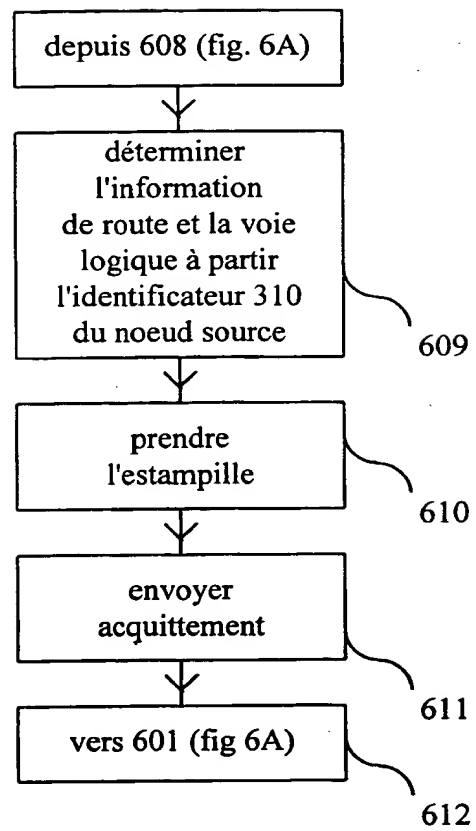 depuis 608 (fig. 6A)
déterminer
l'information
de route et la voie
logique à partir
l'identificateur 310
du noeud source
609
prendre
l'estampille
610
envoyer
acquittement
611
vers 601 (fig 6A)
612